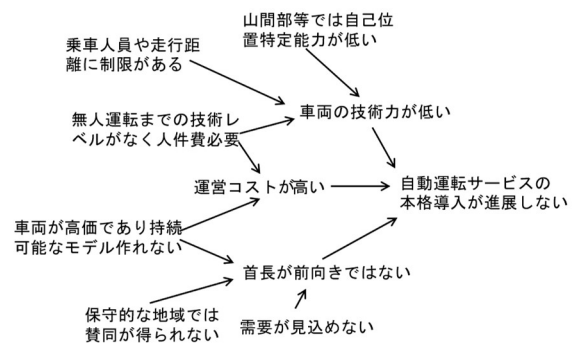 山間部等では自己位
置特定能力が低い
乗車人員や走行距
離に制限がある
車両の技術力が低い
無人運転までの技術レ
ベルがなく人件費必要
運営コストが高い
自動運転サービスの
本格導入が進展しない
車両が高価であり持続
可能なモデル作れない
首長が前向きではない
保守的な地域では
賛同が得られない
需要が見込めない